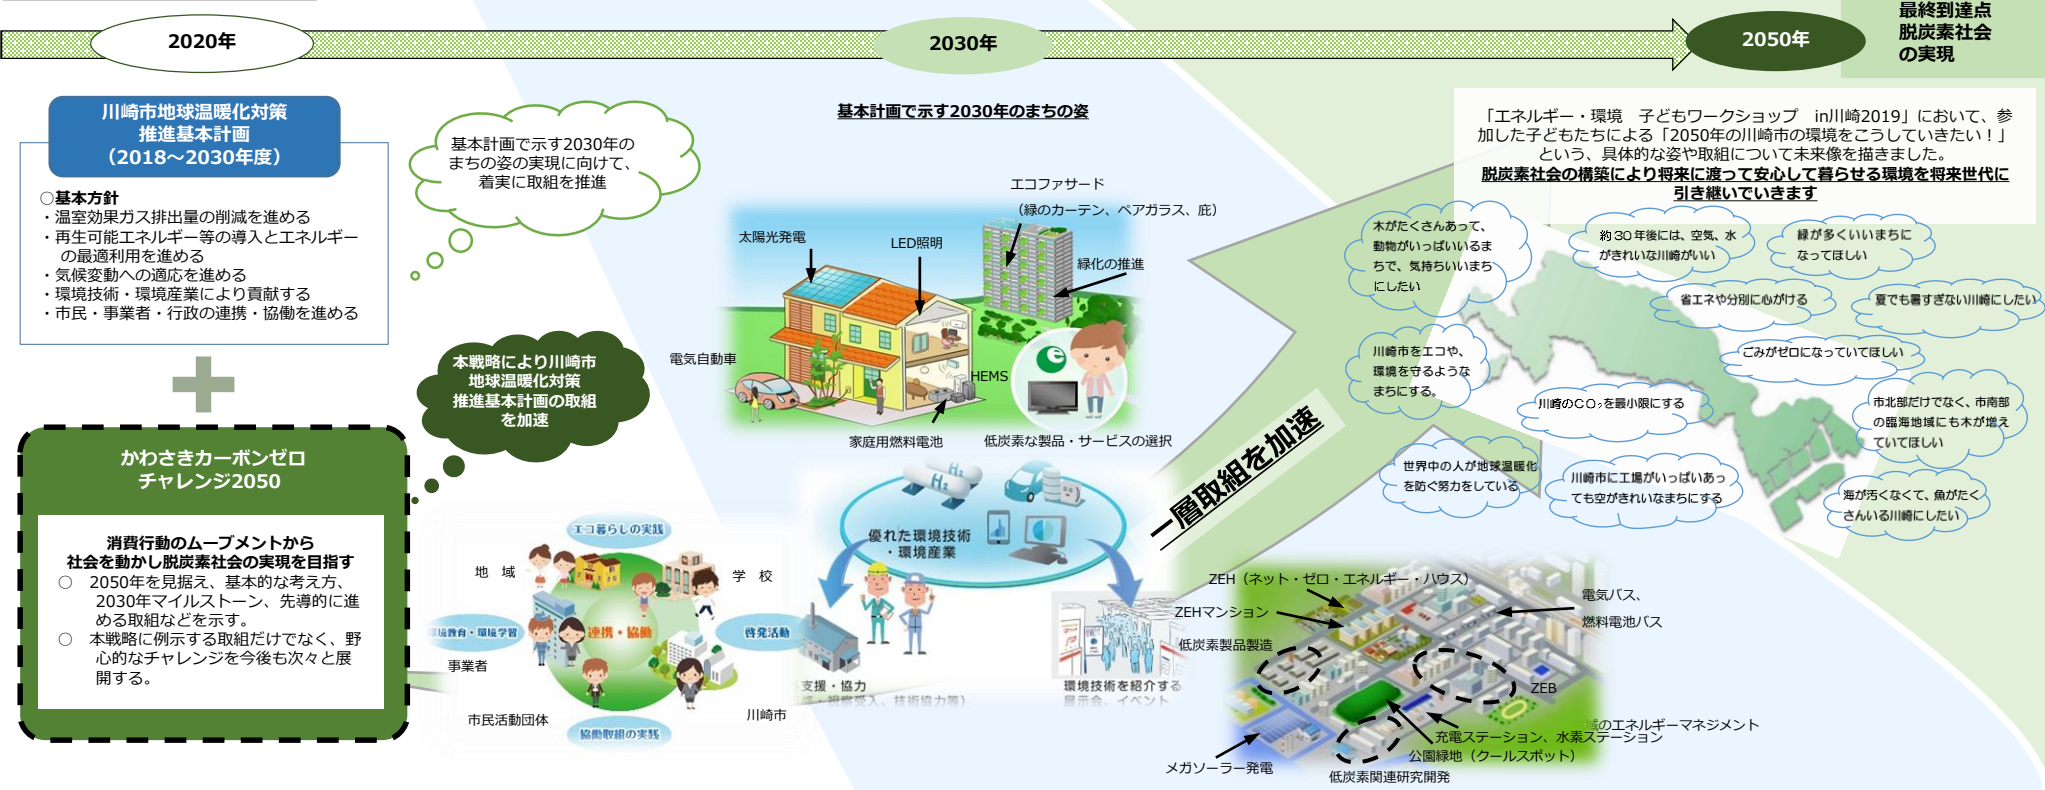 2020年
2030年
2050年
最終到達点
脱炭素社会
の実現
川崎市地球温暖化対策
推進基本計画
（2018～2030年度）
○基本方針
・温室効果ガス排出量の削減を進める
・再生可能エネルギー等の導入とエネルギー
の最適利用を進める
・気候変動への適応を進める
・環境技術・環境産業により貢献する
・市民・事業者・行政の連携・協働を進める
かわさきカーボンゼロ
チャレンジ2050
消費行動のムーブメントから
社会を動かし脱炭素社会の実現を目指す
○ 2050年を見据え、基本的な考え方、
2030年マイルストーン、先導的に進
める取組などを示す。
○ 本戦略に例示する取組だけでなく、野
心的なチャレンジを今後も次々と展
開する。
基本計画で示す2030年の
まちの姿の実現に向けて、
着実に取組を推進
本戦略により川崎市
地球温暖化対策
推進基本計画の取組
を加速
基本計画で示す2030年のまちの姿
エコファサード
（緑のカーテン、ペアガラス、庇）
太陽光発電
LED照明
緑化の推進
電気自動車
HEMS
家庭用燃料電池
低炭素な製品・サービスの選択
H₂
H₂
優れた環境技術
・環境産業
エコ暮らしの実践
地 域
学 校
環境教育・環境学習
連携・協働
啓発活動
事業者
市民活動団体
川崎市
協働取組の実践
支援・協力
・視察受入、技術協力等）
環境技術を紹介する
展示会、イベント
一層取組を加速
ZEH（ネット・ゼロ・エネルギー・ハウス）
ZEHマンション
低炭素製品製造
電気バス、
燃料電池バス
ZEB
域のエネルギーマネジメント
充電ステーション、水素ステーション
公園緑地（クールスポット）
メガソーラー発電
低炭素関連研究開発
「エネルギー・環境 子どもワークショップ in川崎2019」において、参
加した子どもたちによる「2050年の川崎市の環境をこうしていきたい！」
という、具体的な姿や取組について未来像を描きました。
脱炭素社会の構築により将来に渡って安心して暮らせる環境を将来世代に
引き継いでいきます
木がたくさんあって、
動物がいっぱいいるま
ちで、気持ちいいまち
にしたい
約30年後には、空気、水
がきれいな川崎がいい
緑が多くいいまちに
なってほしい
省エネや分別に心がける
夏でも暑すぎない川崎にしたい
川崎市をエコや、
環境を守るような
まちにする。
ごみがゼロになっていてほしい
川崎のCO₂を最小限にする
市北部だけでなく、市南部
の臨海地域にも木が増え
ていてほしい
世界中の人が地球温暖化
を防ぐ努力をしている
川崎市に工場がいっぱいあっ
ても空がきれいなまちにする
海が汚くなくて、魚がたく
さんいる川崎にしたい